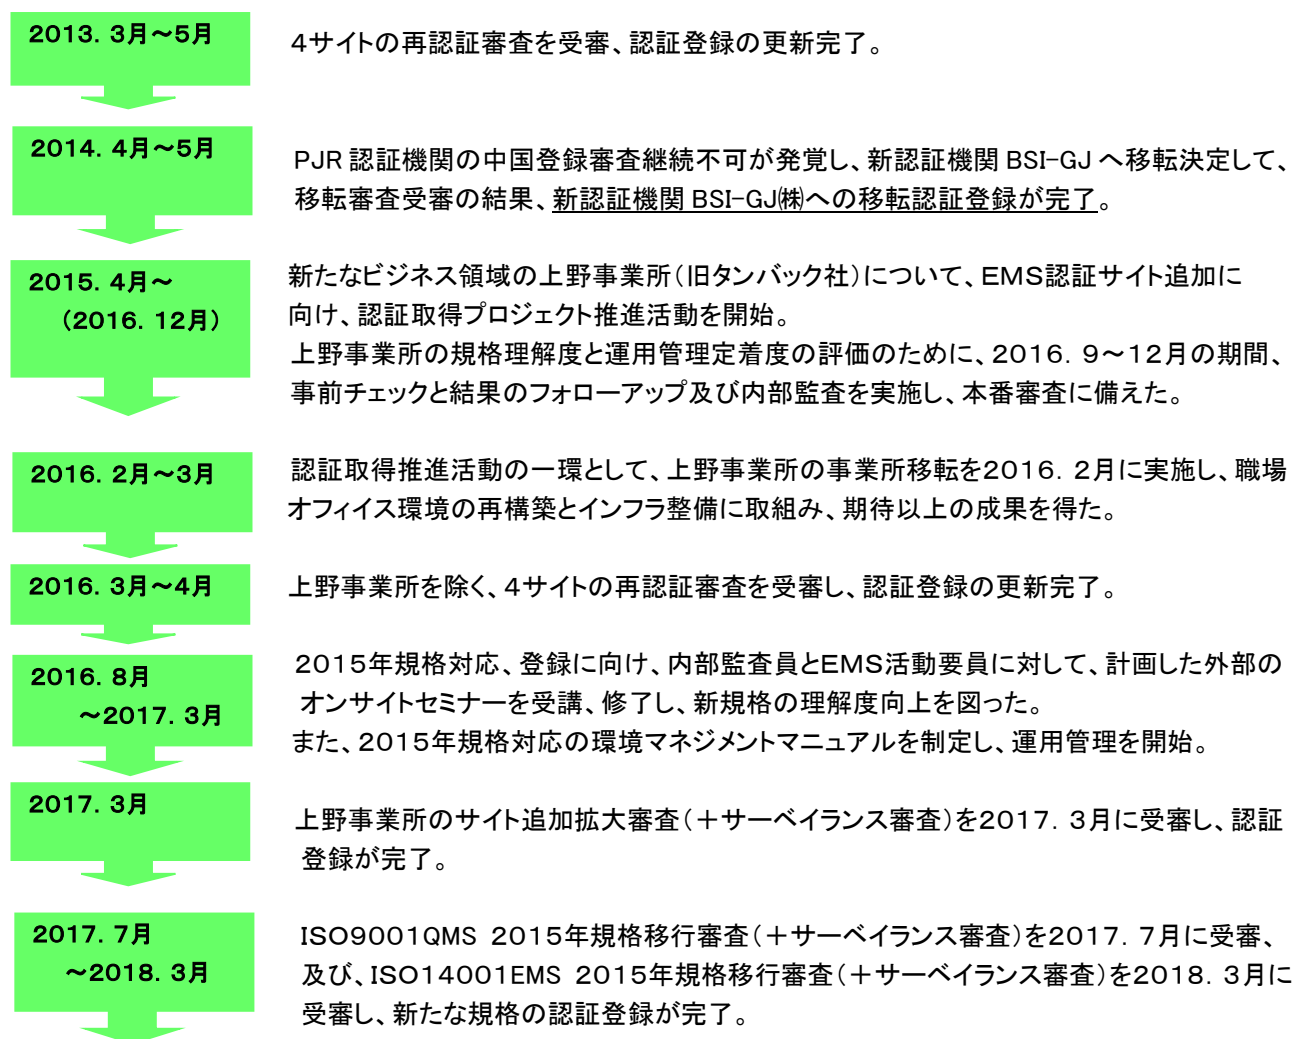 2013. 3月～5月
4サイトの再認証審査を受審、認証登録の更新完了。
2014. 4月～5月
PJR認証機関の中国登録審査継続不可が発覚し、新認証機関BSI-GJへ移転決定して、
移転審査受審の結果、新認証機関BSI-GJ㈱への移転認証登録が完了。
2015. 4月～
(2016. 12月)
新たなビジネス領域の上野事業所(旧タンバック社)について、EMS認証サイト追加に
向け、認証取得プロジェクト推進活動を開始。
上野事業所の規格理解度と運用管理定着度の評価のために、2016. 9～12月の期間、
事前チェックと結果のフォローアップ及び内部監査を実施し、本番審査に備えた。
2016. 2月～3月
認証取得推進活動の一環として、上野事業所の事業所移転を2016. 2月に実施し、職場
オフィイス環境の再構築とインフラ整備に取組み、期待以上の成果を得た。
2016. 3月～4月
上野事業所を除く、4サイトの再認証審査を受審し、認証登録の更新完了。
2016. 8月
～2017. 3月
2015年規格対応、登録に向け、内部監査員とEMS活動要員に対して、計画した外部の
オンサイトセミナーを受講、修了し、新規格の理解度向上を図った。
また、2015年規格対応の環境マネジメントマニュアルを制定し、運用管理を開始。
2017. 3月
上野事業所のサイト追加拡大審査(+サーベイランス審査)を2017. 3月に受審し、認証
登録が完了。
2017. 7月
～2018. 3月
ISO9001QMS 2015年規格移行審査(+サーベイランス審査)を2017. 7月に受審、
及び、ISO14001EMS 2015年規格移行審査(+サーベイランス審査)を2018. 3月に
受審し、新たな規格の認証登録が完了。